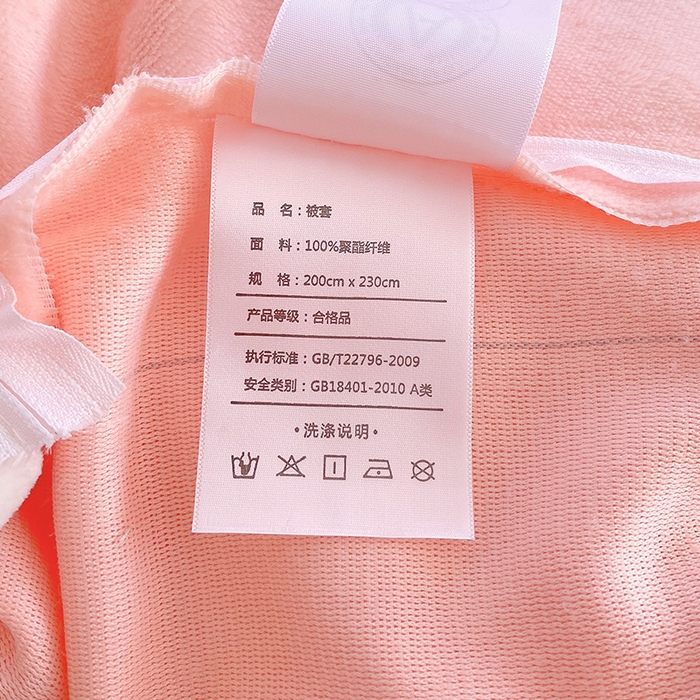 品 名：被套
面 料：100%聚酯纤维
规 格：200cm x 230cm
产品等级：合格品
执行标准：GB/T22796-2009
安全类别：GB18401-2010 A类
•洗涤说明•